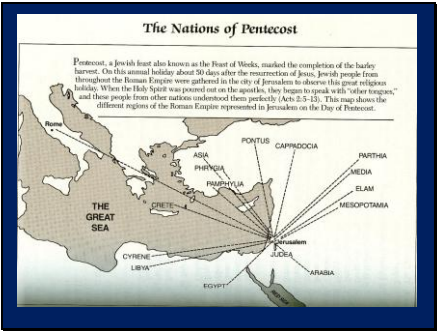 The Nations of Pentecost
Pentecost, a Jewish feast also known as the Feast of Weeks, marked the completion of the barley
harvest. On this annual holiday about 50 days after the resurrection of Jesus, Jewish people from
throughout the Roman Empire were gathered in the city of Jerusalem to observe this great religious
holiday. When the Holy Spirit was poured out on the apostles, they began to speak with "other tongues,"
and these people from other nations understood them perfectly (Acts 2:5–13). This map shows the
different regions of the Roman Empire represented in Jerusalem on the Day of Pentecost.
Rome
PONTUS
CAPPADOCIA
ASIA
PHRYGIA
PAMPHYLIA
PARTHIA
MEDIA
ELAM
MESOPOTAMIA
THE
GREAT
SEA
CRETE
Jerusalem
JUDEA
CYRENE
LIBYA
ARABIA
EGYPT
RED SEA